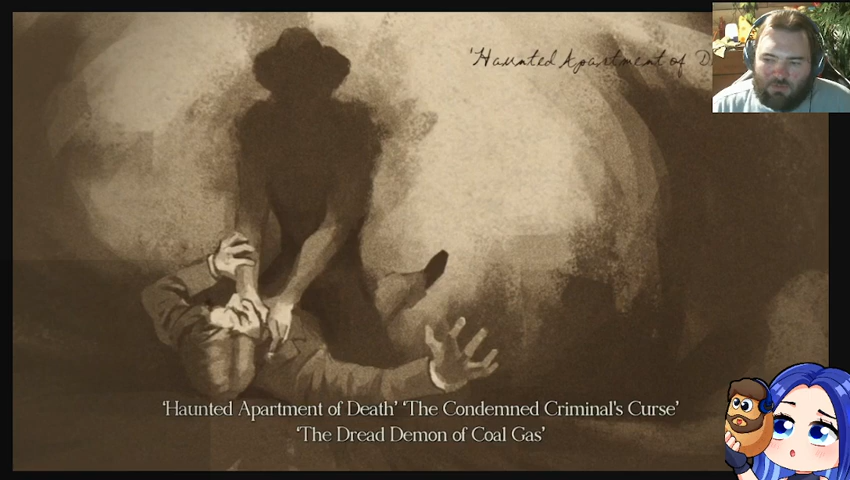 'Haunted Apartment of D
'Haunted Apartment of Death' 'The Condemned Criminal's Curse'
'The Dread Demon of Coal Gas'